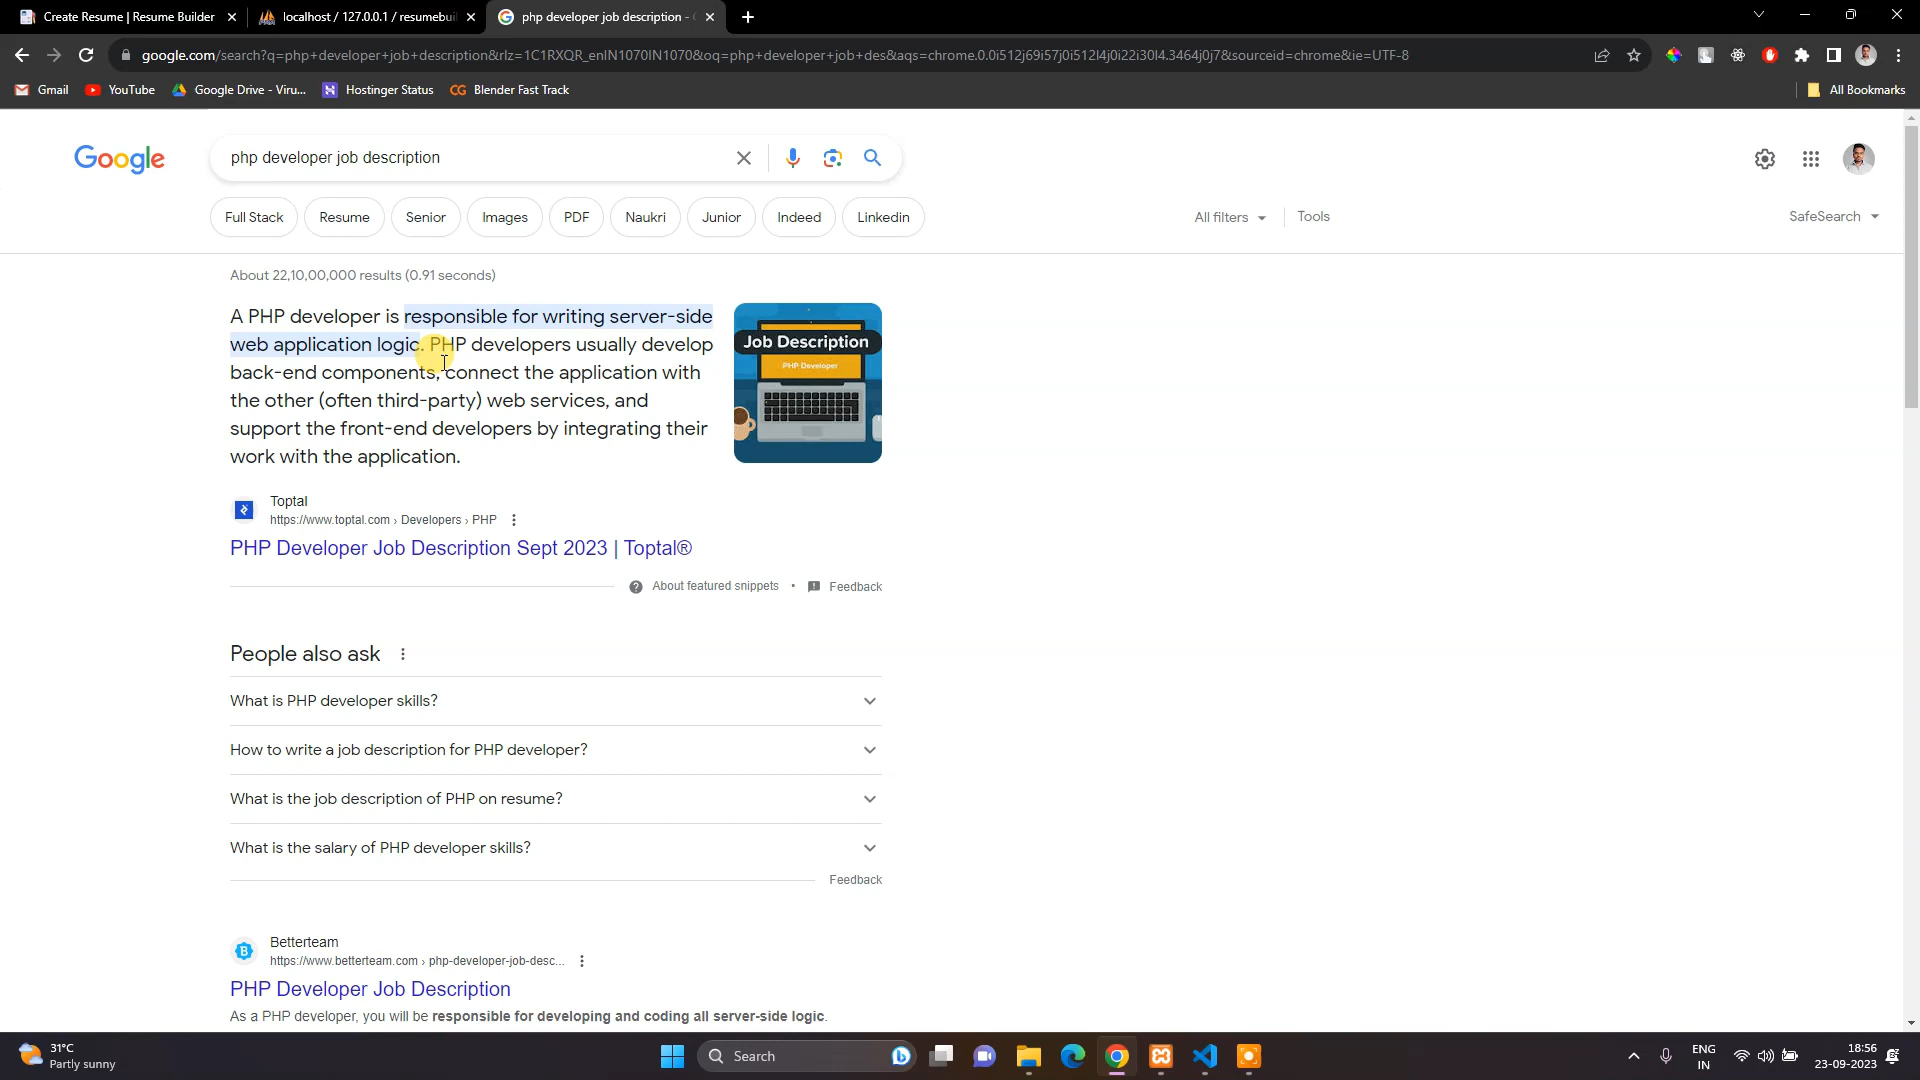 Create Resume | Resume Builder
localhost / 127.0.0.1 / resumebuil
php developer job description -
google.com/search?q=php+developer+job+description&rlz=1C1RXQR_enIN1070IN1070&oq=php+developer+job+des&aqs=chrome.0.0i512j69i57j0i512l4j0i22i30l4.3464j0j7&sourceid=chrome&ie=UTF-8
Gmail
YouTube
Google Drive - Viru...
Hostinger Status
CG Blender Fast Track
All Bookmarks
Google
php developer job description
Full Stack
Resume
Senior
Images
PDF
Naukri
Junior
Indeed
Linkedin
All filters
Tools
SafeSearch
About 22,10,00,000 results (0.91 seconds)
A PHP developer is responsible for writing server-side
web application logic. PHP developers usually develop
back-end components, connect the application with
the other (often third-party) web services, and
support the front-end developers by integrating their
work with the application.
Job Description
PHP Developer
Toptal
https://www.toptal.com › Developers › PHP
PHP Developer Job Description Sept 2023 | Toptal®
About featured snippets • Feedback
People also ask
What is PHP developer skills?
How to write a job description for PHP developer?
What is the job description of PHP on resume?
What is the salary of PHP developer skills?
Feedback
B
Betterteam
https://www.betterteam.com › php-developer-job-desc...
PHP Developer Job Description
As a PHP developer, you will be responsible for developing and coding all server-side logic.
31°C
Partly sunny
Search
ENG
IN
18:56
23-09-2023